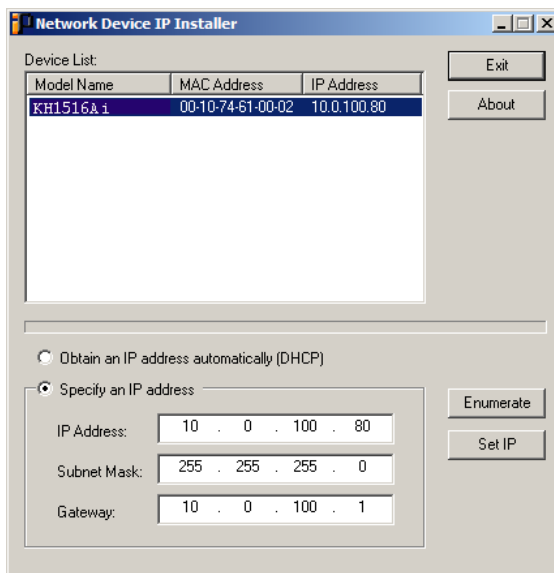 Network Device IP Installer
Device List:
Model Name MAC Address IP Address
KH1516Ai 00-10-74-61-00-02 10.0.100.80
Exit
About
Obtain an IP address automatically (DHCP)
Specify an IP address
IP Address: 10 . 0 . 100 . 80
Subnet Mask: 255 . 255 . 255 . 0
Gateway: 10 . 0 . 100 . 1
Enumerate
Set IP